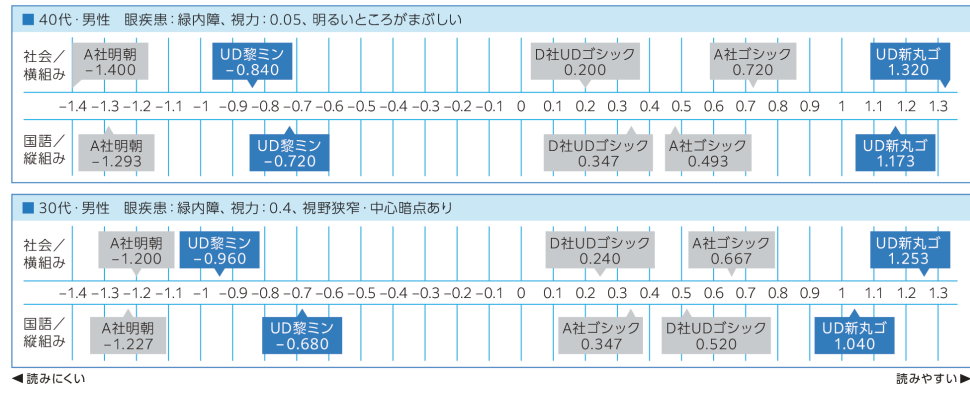 ■ 40代・男性　眼疾患：緑内障、視力：0.05、明るいところがまぶしい
社会／
横組み
A社明朝
−1.400
UD黎ミン
−0.840
D社UDゴシック
0.200
A社ゴシック
0.720
UD新丸ゴ
1.320
−1.4 −1.3 −1.2 −1.1 −1 −0.9 −0.8 −0.7 −0.6 −0.5 −0.4 −0.3 −0.2 −0.1 0 0.1 0.2 0.3 0.4 0.5 0.6 0.7 0.8 0.9 1 1.1 1.2 1.3
国語／
縦組み
A社明朝
−1.293
UD黎ミン
−0.720
D社UDゴシック
0.347
A社ゴシック
0.493
UD新丸ゴ
1.173
■ 30代・男性　眼疾患：緑内障、視力：0.4、視野狭窄・中心暗点あり
社会／
横組み
A社明朝
−1.200
UD黎ミン
−0.960
D社UDゴシック
0.240
A社ゴシック
0.667
UD新丸ゴ
1.253
−1.4 −1.3 −1.2 −1.1 −1 −0.9 −0.8 −0.7 −0.6 −0.5 −0.4 −0.3 −0.2 −0.1 0 0.1 0.2 0.3 0.4 0.5 0.6 0.7 0.8 0.9 1 1.1 1.2 1.3
国語／
縦組み
A社明朝
−1.227
UD黎ミン
−0.680
A社ゴシック
0.347
D社UDゴシック
0.520
UD新丸ゴ
1.040
◀読みにくい
読みやすい▶